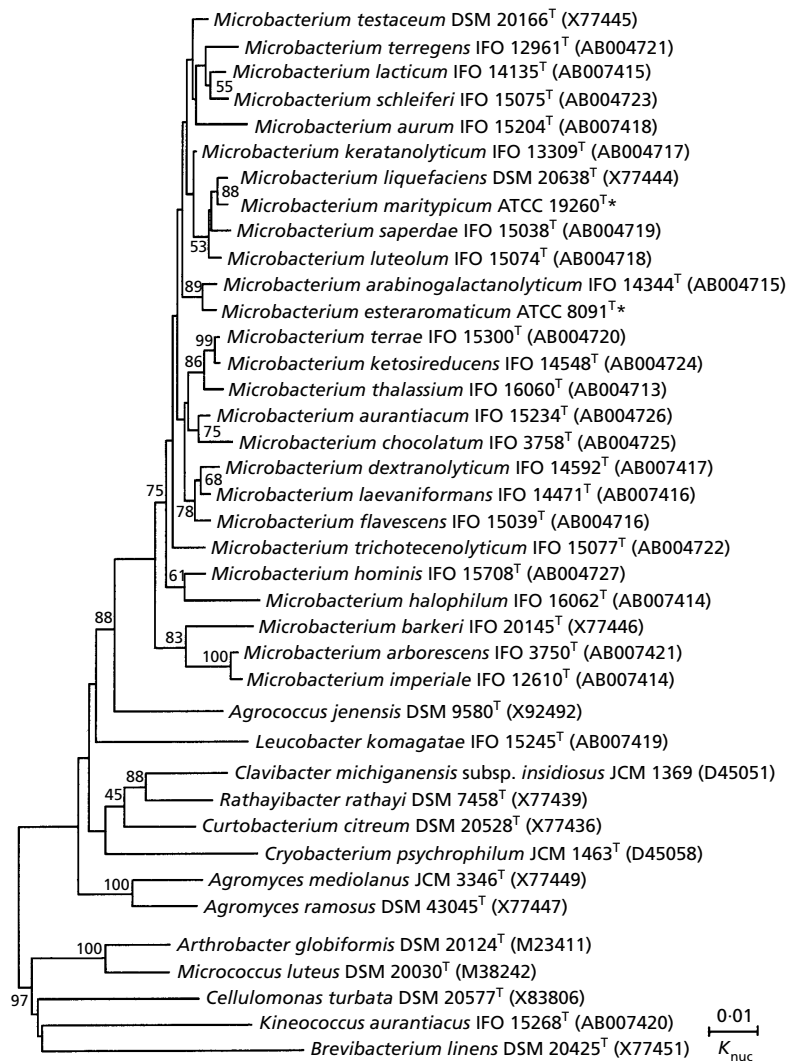 Microbacterium testaceum DSM 20166T (X77445)
Microbacterium terregens IFO 12961T (AB004721)
Microbacterium lacticum IFO 14135T (AB007415)
55
Microbacterium schleiferi IFO 15075T (AB004723)
Microbacterium aurum IFO 15204T (AB007418)
Microbacterium keratanolyticum IFO 13309T (AB004717)
Microbacterium liquefaciens DSM 20638T (X77444)
88
Microbacterium maritypicum ATCC 19260T*
Microbacterium saperdae IFO 15038T (AB004719)
53
Microbacterium luteolum IFO 15074T (AB004718)
89
Microbacterium arabinogalactanolyticum IFO 14344T (AB004715)
Microbacterium esteraromaticum ATCC 8091T*
99
Microbacterium terrae IFO 15300T (AB004720)
86
Microbacterium ketosireducens IFO 14548T (AB004724)
Microbacterium thalassium IFO 16060T (AB004713)
Microbacterium aurantiacum IFO 15234T (AB004726)
75
Microbacterium chocolatum IFO 3758T (AB004725)
Microbacterium dextranolyticum IFO 14592T (AB007417)
68
Microbacterium laevaniformans IFO 14471T (AB007416)
78
Microbacterium flavescens IFO 15039T (AB004716)
75
Microbacterium trichotecenolyticum IFO 15077T (AB004722)
61
Microbacterium hominis IFO 15708T (AB004727)
Microbacterium halophilum IFO 16062T (AB007414)
88
Microbacterium barkeri IFO 20145T (X77446)
83
100
Microbacterium arborescens IFO 3750T (AB007421)
Microbacterium imperiale IFO 12610T (AB007414)
Agrococcus jenensis DSM 9580T (X92492)
Leucobacter komagatae IFO 15245T (AB007419)
88
Clavibacter michiganensis subsp. insidiosus JCM 1369 (D45051)
45
Rathayibacter rathayi DSM 7458T (X77439)
Curtobacterium citreum DSM 20528T (X77436)
Cryobacterium psychrophilum JCM 1463T (D45058)
100
Agromyces mediolanus JCM 3346T (X77449)
Agromyces ramosus DSM 43045T (X77447)
100
Arthrobacter globiformis DSM 20124T (M23411)
Micrococcus luteus DSM 20030T (M38242)
97
Cellulomonas turbata DSM 20577T (X83806)
Kineococcus aurantiacus IFO 15268T (AB007420)
Brevibacterium linens DSM 20425T (X77451)
0·01
Knuc